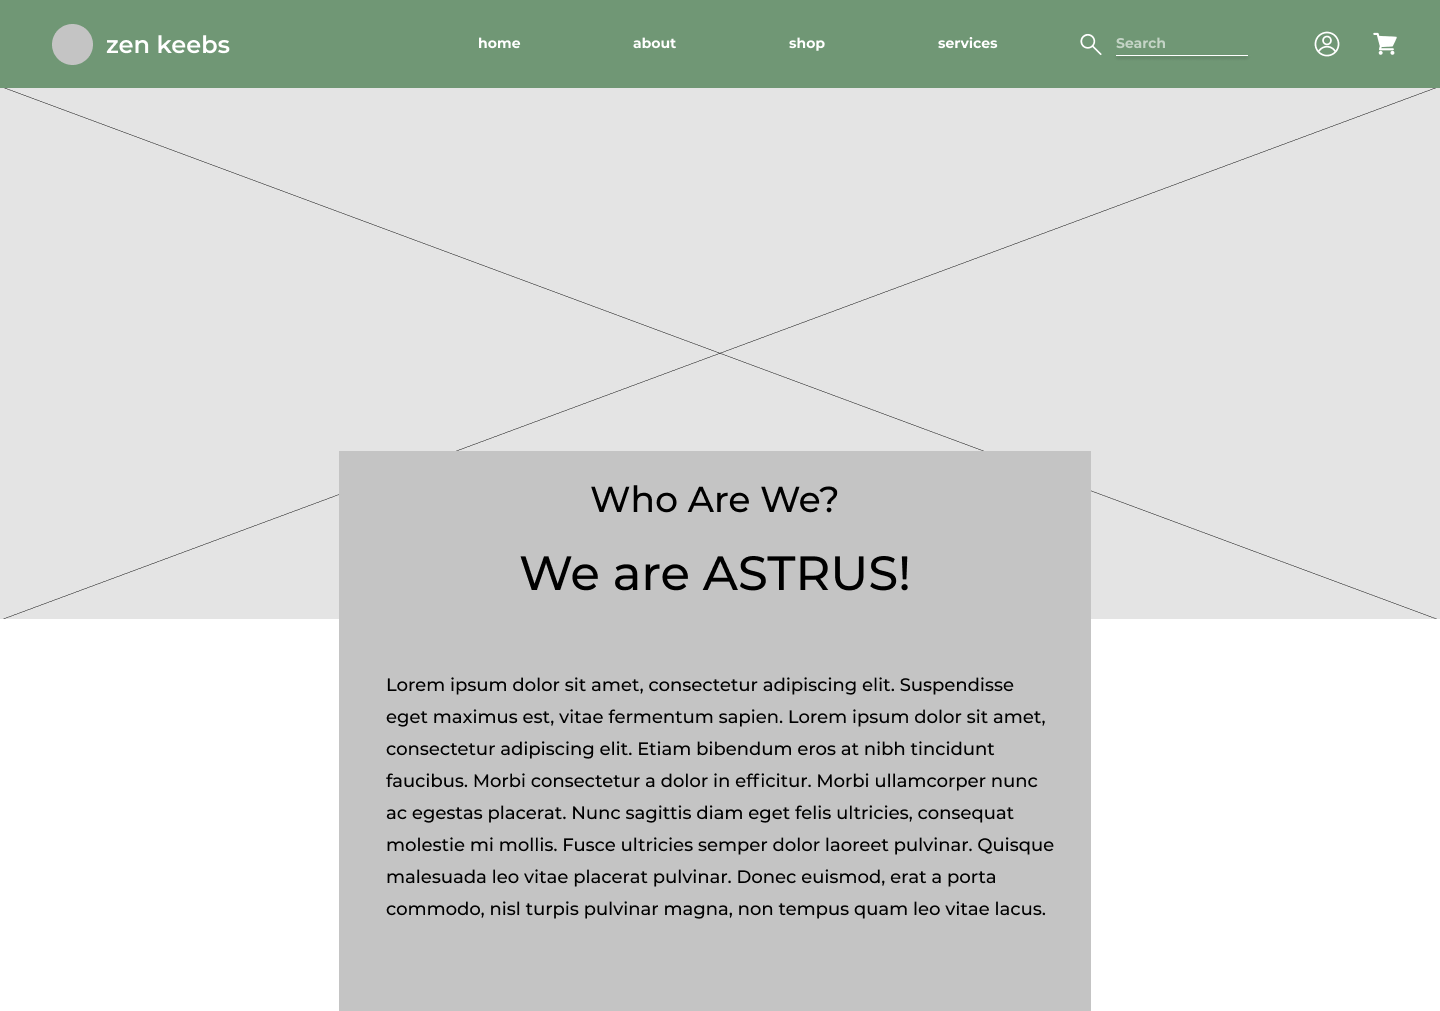 zen keebs
home about shop services Search
Who Are We?
We are ASTRUS!
Lorem ipsum dolor sit amet, consectetur adipiscing elit. Suspendisse
eget maximus est, vitae fermentum sapien. Lorem ipsum dolor sit amet,
consectetur adipiscing elit. Etiam bibendum eros at nibh tincidunt
faucibus. Morbi consectetur a dolor in efficitur. Morbi ullamcorper nunc
ac egestas placerat. Nunc sagittis diam eget felis ultricies, consequat
molestie mi mollis. Fusce ultricies semper dolor laoreet pulvinar. Quisque
malesuada leo vitae placerat pulvinar. Donec euismod, erat a porta
commodo, nisl turpis pulvinar magna, non tempus quam leo vitae lacus.